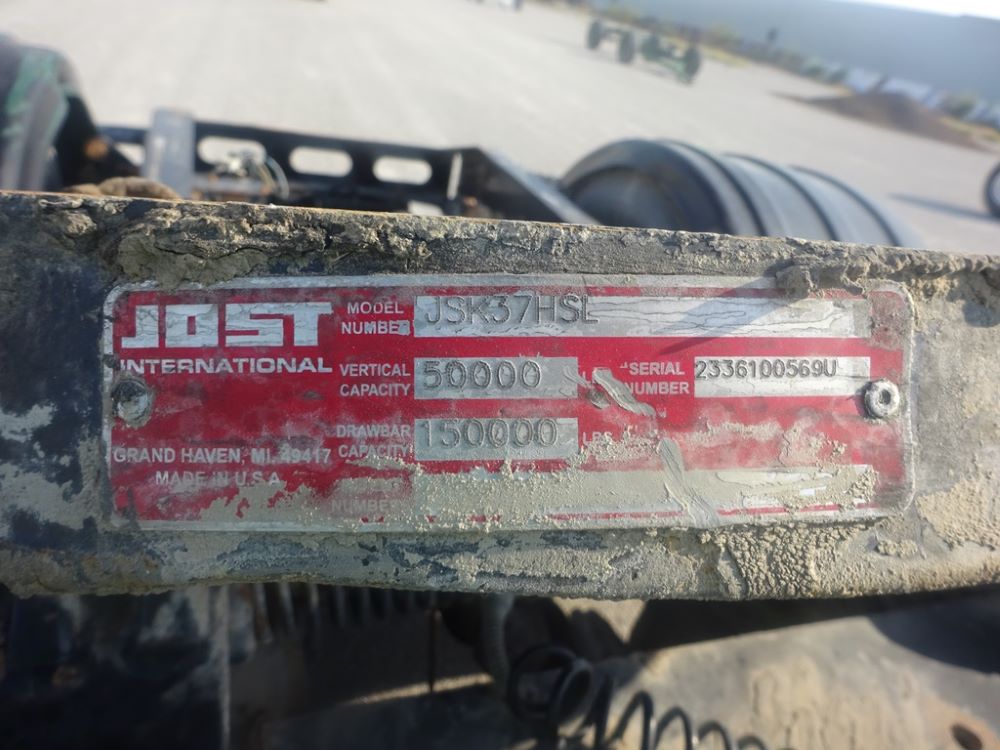 JOST
INTERNATIONAL
MODEL NUMBER JSK37HSL
VERTICAL CAPACITY 50000
SERIAL NUMBER 2336100569U
DRAWBAR CAPACITY 150000 LBS
GRAND HAVEN, MI. 49417
MADE IN U.S.A
NUMBER